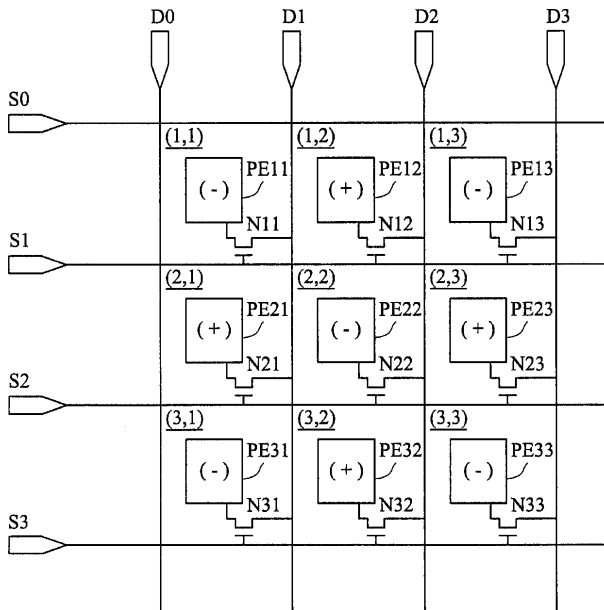 D0 D1 D2 D3
S0
(1,1) (1,2) (1,3)
PE11 PE12 PE13
(-) (+) (-)
N11 N12 N13
S1
(2,1) (2,2) (2,3)
PE21 PE22 PE23
(+) (-) (+)
N21 N22 N23
S2
(3,1) (3,2) (3,3)
PE31 PE32 PE33
(-) (+) (-)
N31 N32 N33
S3